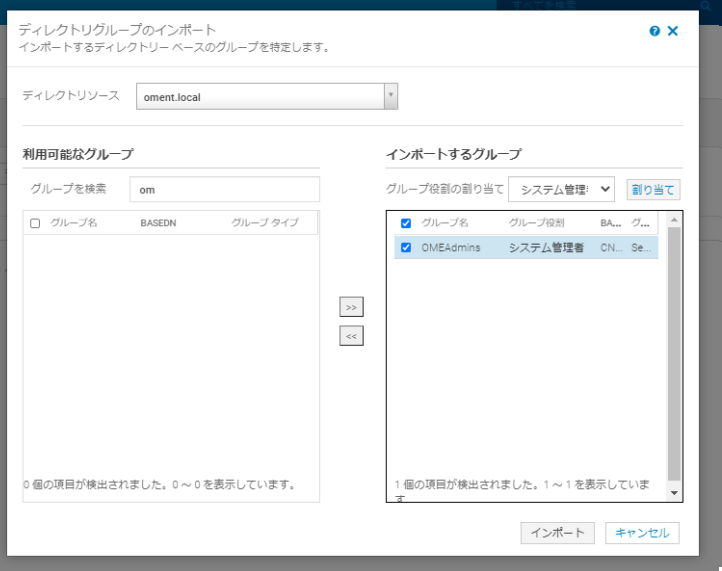 すべてを検索
ディレクトリグループのインポート
インポートするディレクトリー ベースのグループを特定します。
ディレクトリソース
oment.local
利用可能なグループ
インポートするグループ
グループを検索
om
グループ役割の割り当て
システム管理
割り当て
グループ名 BASEDN グループ タイプ
グループ名 グループ役割 BA... グ...
OMEAdmins システム管理者 CN... Se...
>>
<<
0 個の項目が検出されました。0 ～ 0 を表示しています。
1 個の項目が検出されました。1 ～ 1 を表示していま
す
インポート
キャンセル